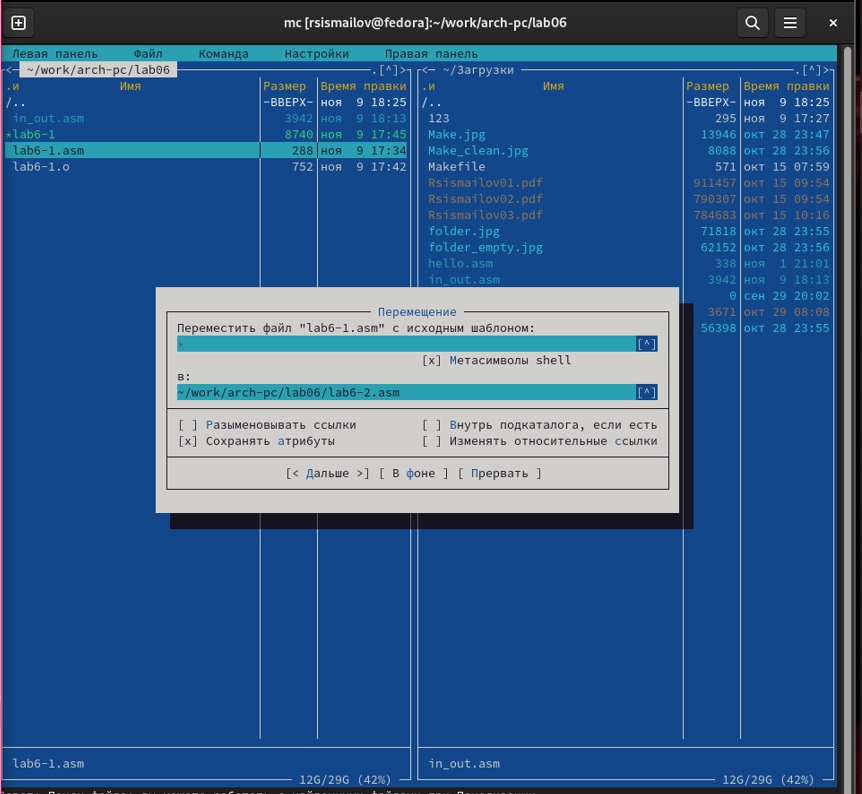 mc [rsismailov@fedora]:~/work/arch-pc/lab06
Левая панель Файл Команда Настройки Правая панель
<— ~/work/arch-pc/lab06 .[^]>
.и Имя Размер Время правки
/.. -ВВЕРХ- ноя 9 18:25
in_out.asm 3942 ноя 9 18:13
*lab6-1 8740 ноя 9 17:45
lab6-1.asm 288 ноя 9 17:34
lab6-1.o 752 ноя 9 17:42
<— ~/Загрузки .[^]>
.и Имя Размер Время правки
/.. -ВВЕРХ- ноя 9 18:25
123 295 ноя 9 17:27
Make.jpg 13946 окт 28 23:47
Make_clean.jpg 8088 окт 28 23:56
Makefile 571 окт 15 07:59
Rsismailov01.pdf 911457 окт 15 09:54
Rsismailov02.pdf 790307 окт 15 09:54
Rsismailov03.pdf 784683 окт 15 10:16
folder.jpg 71818 окт 28 23:55
folder_empty.jpg 62152 окт 28 23:56
hello.asm 338 ноя 1 21:01
in_out.asm 3942 ноя 9 18:13
0 сен 29 20:02
3671 окт 29 08:08
56398 окт 28 23:55
Перемещение
Переместить файл "lab6-1.asm" с исходным шаблоном:
* [^]
[x] Метасимволы shell
в:
~/work/arch-pc/lab06/lab6-2.asm [^]
[ ] Разыменовывать ссылки [ ] Внутрь подкаталога, если есть
[x] Сохранять атрибуты [ ] Изменять относительные ссылки
[< Дальше >] [ В фоне ] [ Прервать ]
lab6-1.asm
12G/29G (42%)
in_out.asm
12G/29G (42%)